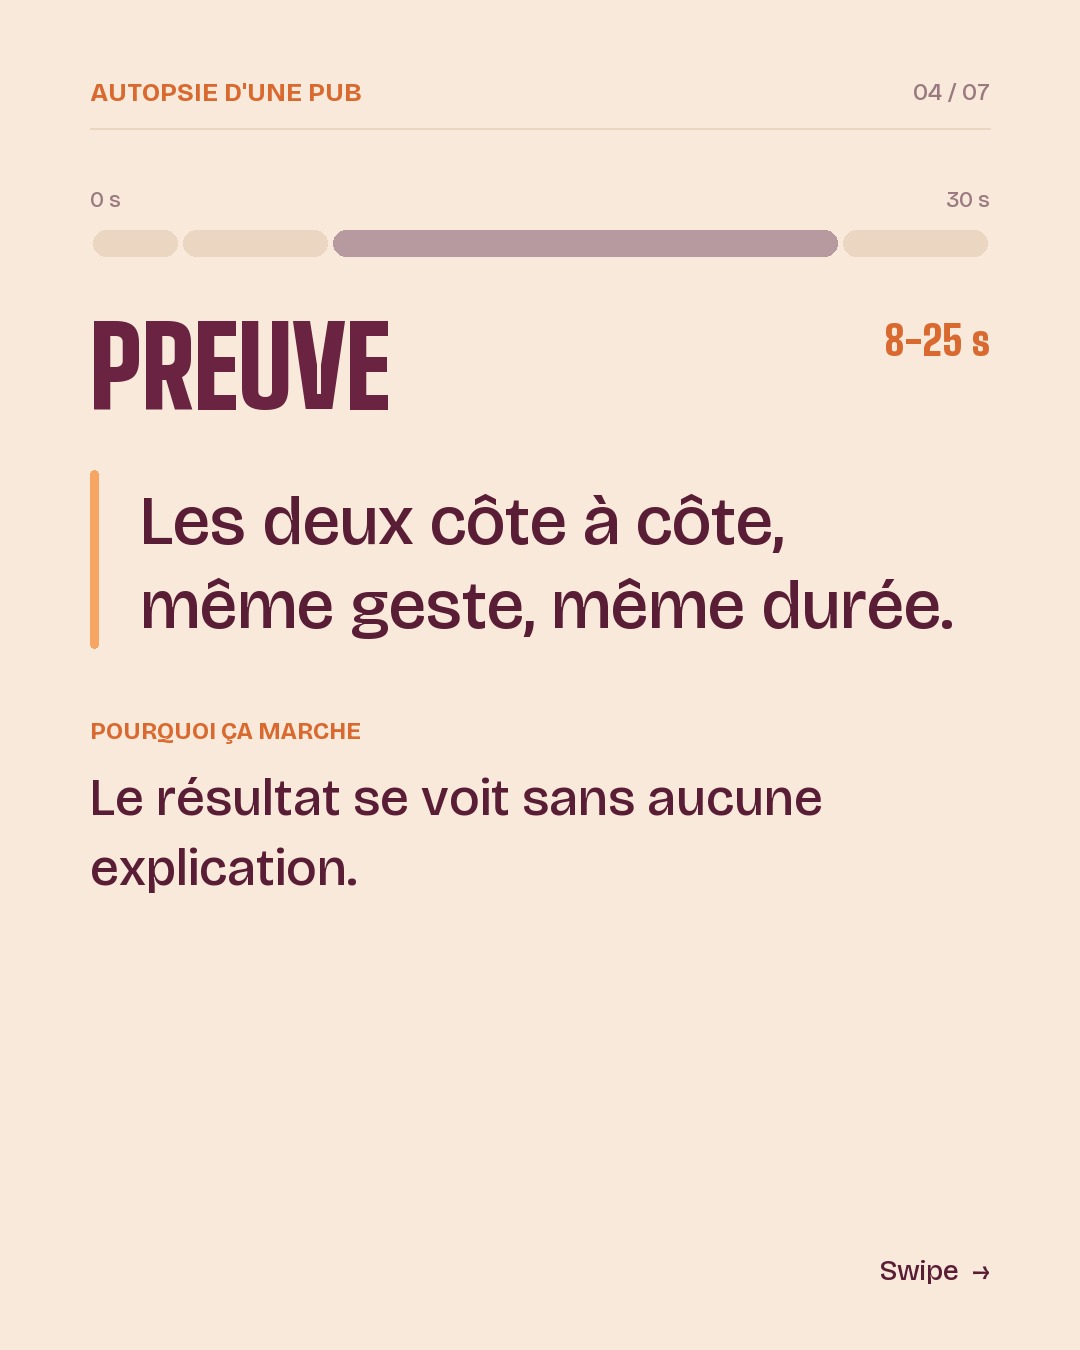 AUTOPSIE D'UNE PUB
04 / 07
0 s
30 s
PREUVE
8–25 s
Les deux côte à côte,
même geste, même durée.
POURQUOI ÇA MARCHE
Le résultat se voit sans aucune
explication.
Swipe →